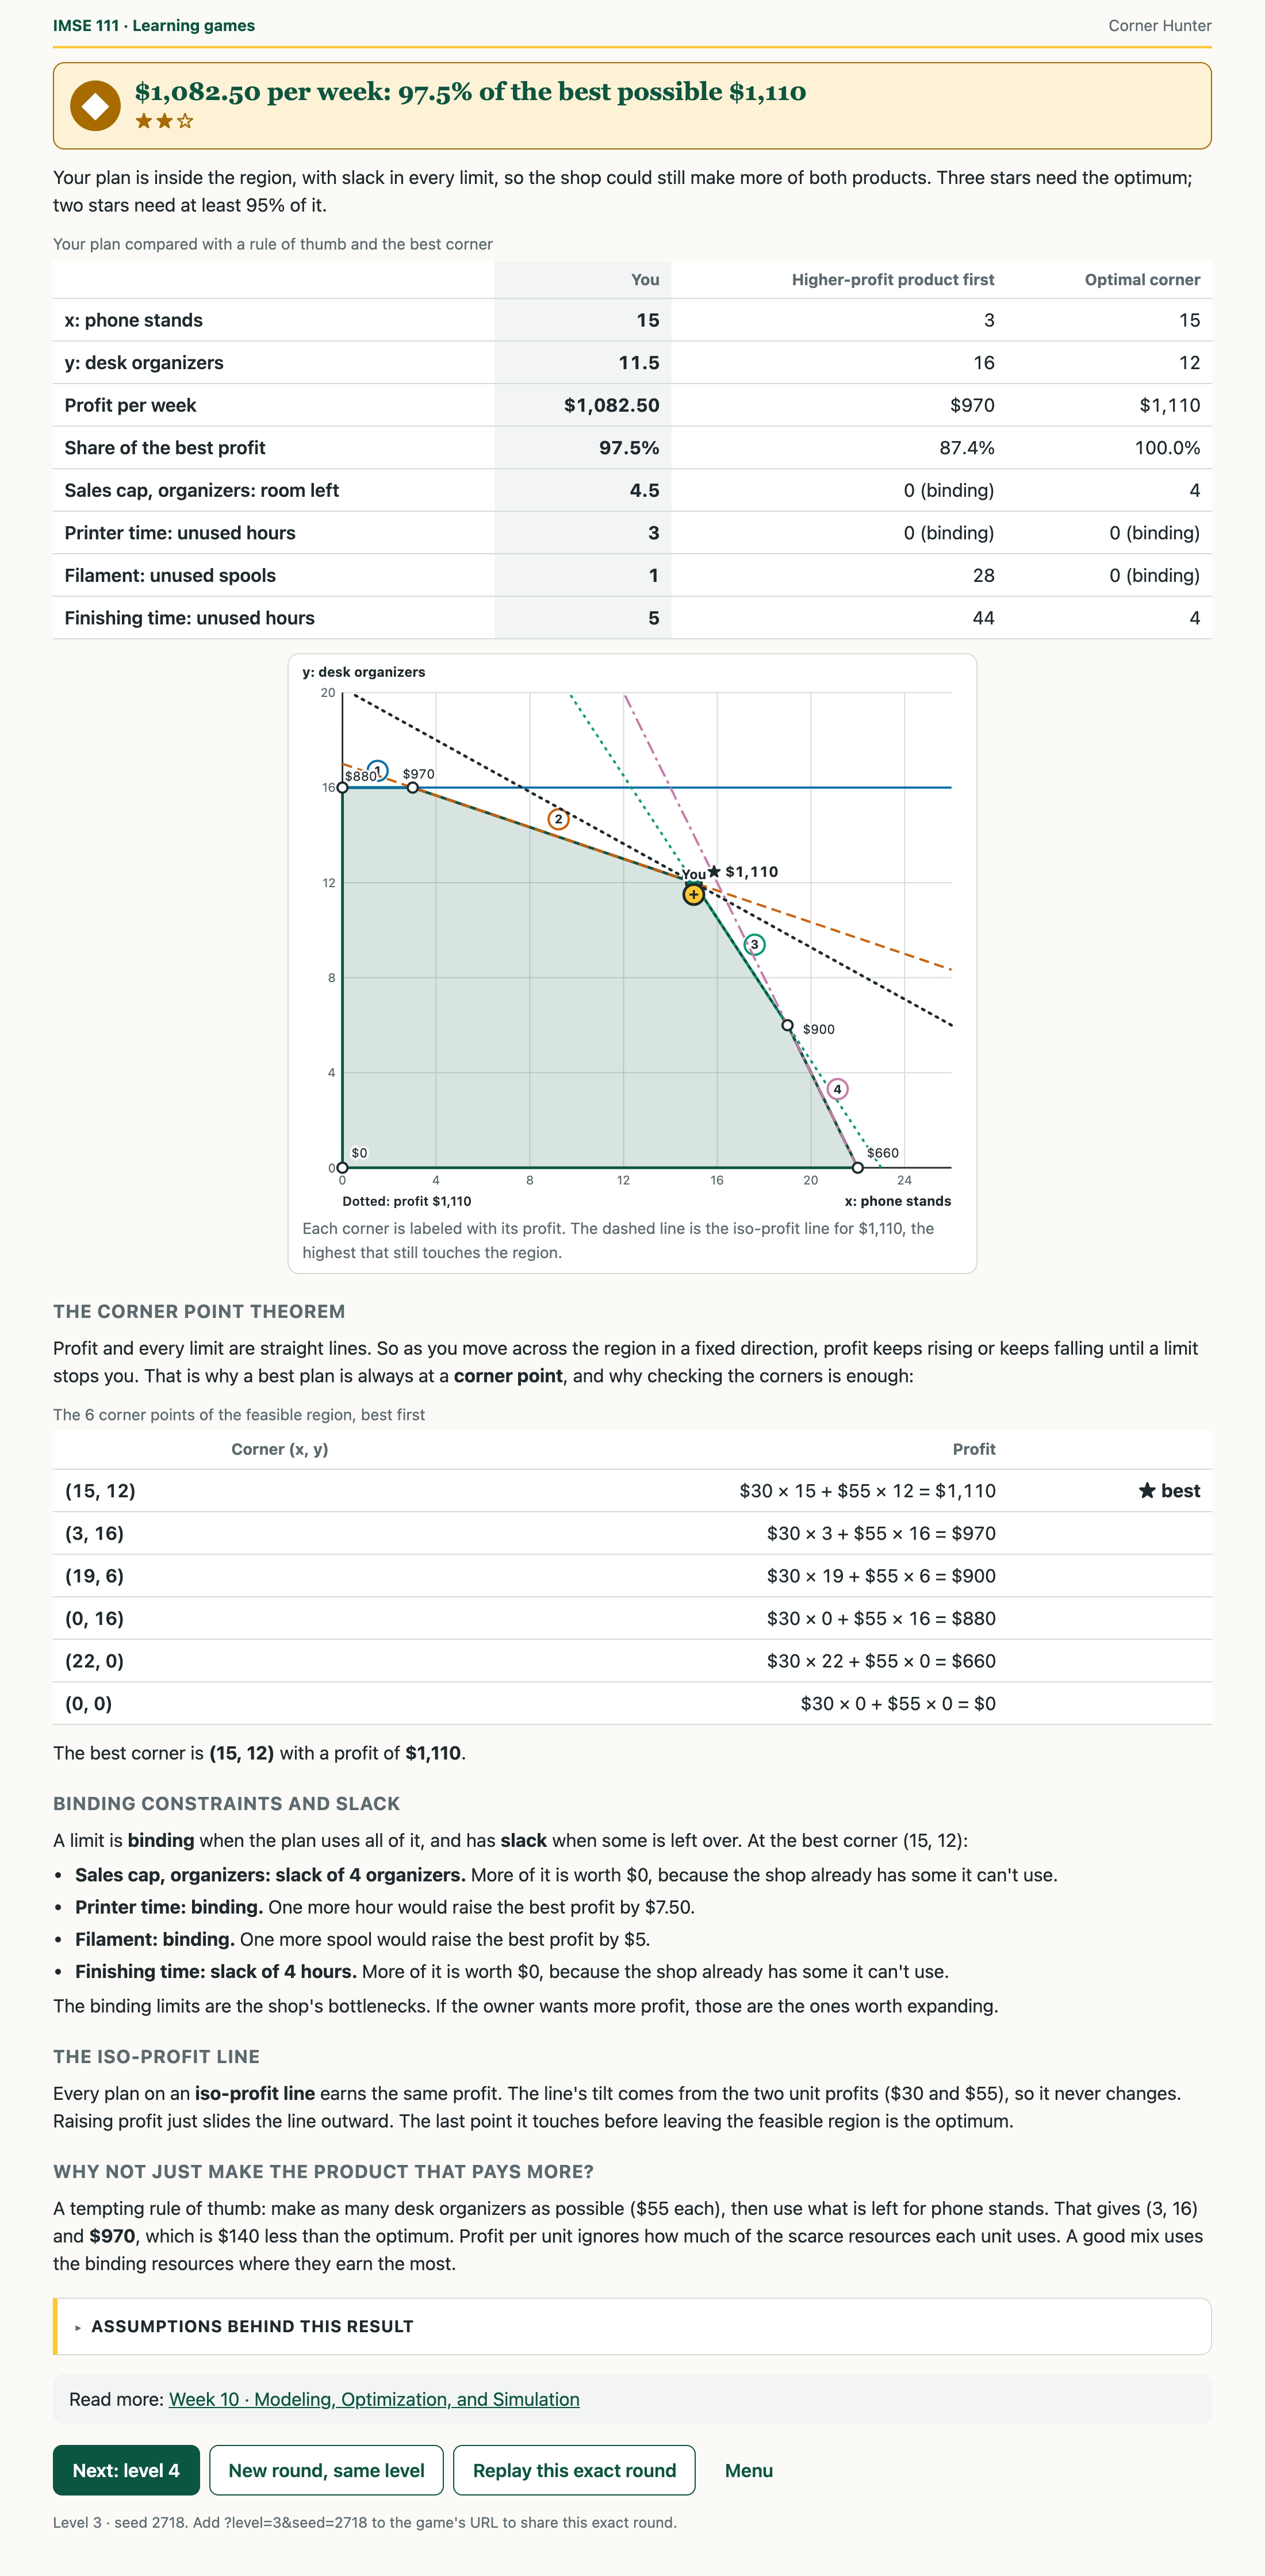 IMSE 111 · Learning games
Corner Hunter
$1,082.50 per week: 97.5% of the best possible $1,110
★★☆
Your plan is inside the region, with slack in every limit, so the shop could still make more of both products. Three stars need the optimum;
two stars need at least 95% of it.
Your plan compared with a rule of thumb and the best corner
You Higher-profit product first Optimal corner
x: phone stands 15 3 15
y: desk organizers 11.5 16 12
Profit per week $1,082.50 $970 $1,110
Share of the best profit 97.5% 87.4% 100.0%
Sales cap, organizers: room left 4.5 0 (binding) 4
Printer time: unused hours 3 0 (binding) 0 (binding)
Filament: unused spools 1 28 0 (binding)
Finishing time: unused hours 5 44 4
y: desk organizers
20
1
$880
$970
16
2
12
You
★ $1,110
3
8
$900
4
4
$0
$660
0
0 4 8 12 16 20 24
Dotted: profit $1,110
x: phone stands
Each corner is labeled with its profit. The dashed line is the iso-profit line for $1,110, the
highest that still touches the region.
THE CORNER POINT THEOREM
Profit and every limit are straight lines. So as you move across the region in a fixed direction, profit keeps rising or keeps falling until a limit
stops you. That is why a best plan is always at a corner point, and why checking the corners is enough:
The 6 corner points of the feasible region, best first
Corner (x, y) Profit
(15, 12) $30 × 15 + $55 × 12 = $1,110 ★ best
(3, 16) $30 × 3 + $55 × 16 = $970
(19, 6) $30 × 19 + $55 × 6 = $900
(0, 16) $30 × 0 + $55 × 16 = $880
(22, 0) $30 × 22 + $55 × 0 = $660
(0, 0) $30 × 0 + $55 × 0 = $0
The best corner is (15, 12) with a profit of $1,110.
BINDING CONSTRAINTS AND SLACK
A limit is binding when the plan uses all of it, and has slack when some is left over. At the best corner (15, 12):
• Sales cap, organizers: slack of 4 organizers. More of it is worth $0, because the shop already has some it can't use.
• Printer time: binding. One more hour would raise the best profit by $7.50.
• Filament: binding. One more spool would raise the best profit by $5.
• Finishing time: slack of 4 hours. More of it is worth $0, because the shop already has some it can't use.
The binding limits are the shop's bottlenecks. If the owner wants more profit, those are the ones worth expanding.
THE ISO-PROFIT LINE
Every plan on an iso-profit line earns the same profit. The line's tilt comes from the two unit profits ($30 and $55), so it never changes.
Raising profit just slides the line outward. The last point it touches before leaving the feasible region is the optimum.
WHY NOT JUST MAKE THE PRODUCT THAT PAYS MORE?
A tempting rule of thumb: make as many desk organizers as possible ($55 each), then use what is left for phone stands. That gives (3, 16)
and $970, which is $140 less than the optimum. Profit per unit ignores how much of the scarce resources each unit uses. A good mix uses
the binding resources where they earn the most.
▸ ASSUMPTIONS BEHIND THIS RESULT
Read more: Week 10 · Modeling, Optimization, and Simulation
Next: level 4
New round, same level
Replay this exact round
Menu
Level 3 · seed 2718. Add ?level=3&seed=2718 to the game's URL to share this exact round.